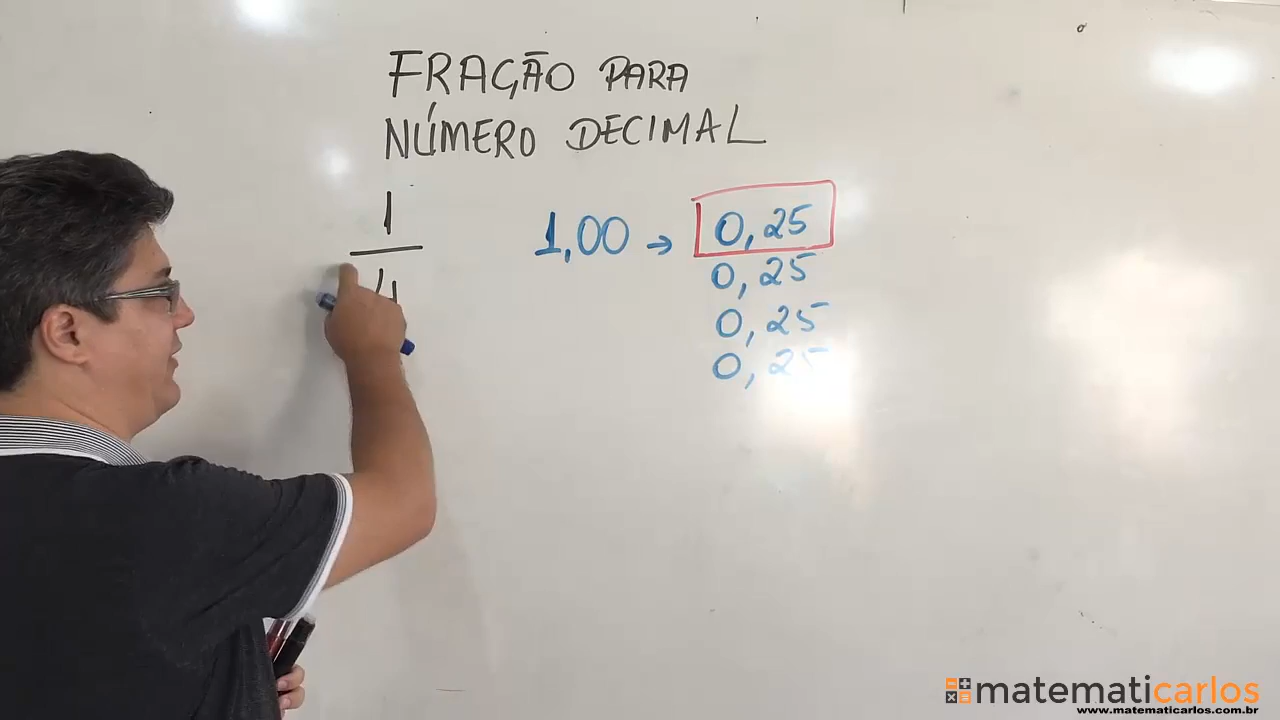 FRAÇÃO PARA
NÚMERO DECIMAL
1
4
1,00 → 0,25
0,25
0,25
0,25
matematicarlos
www.matematicarlos.com.br